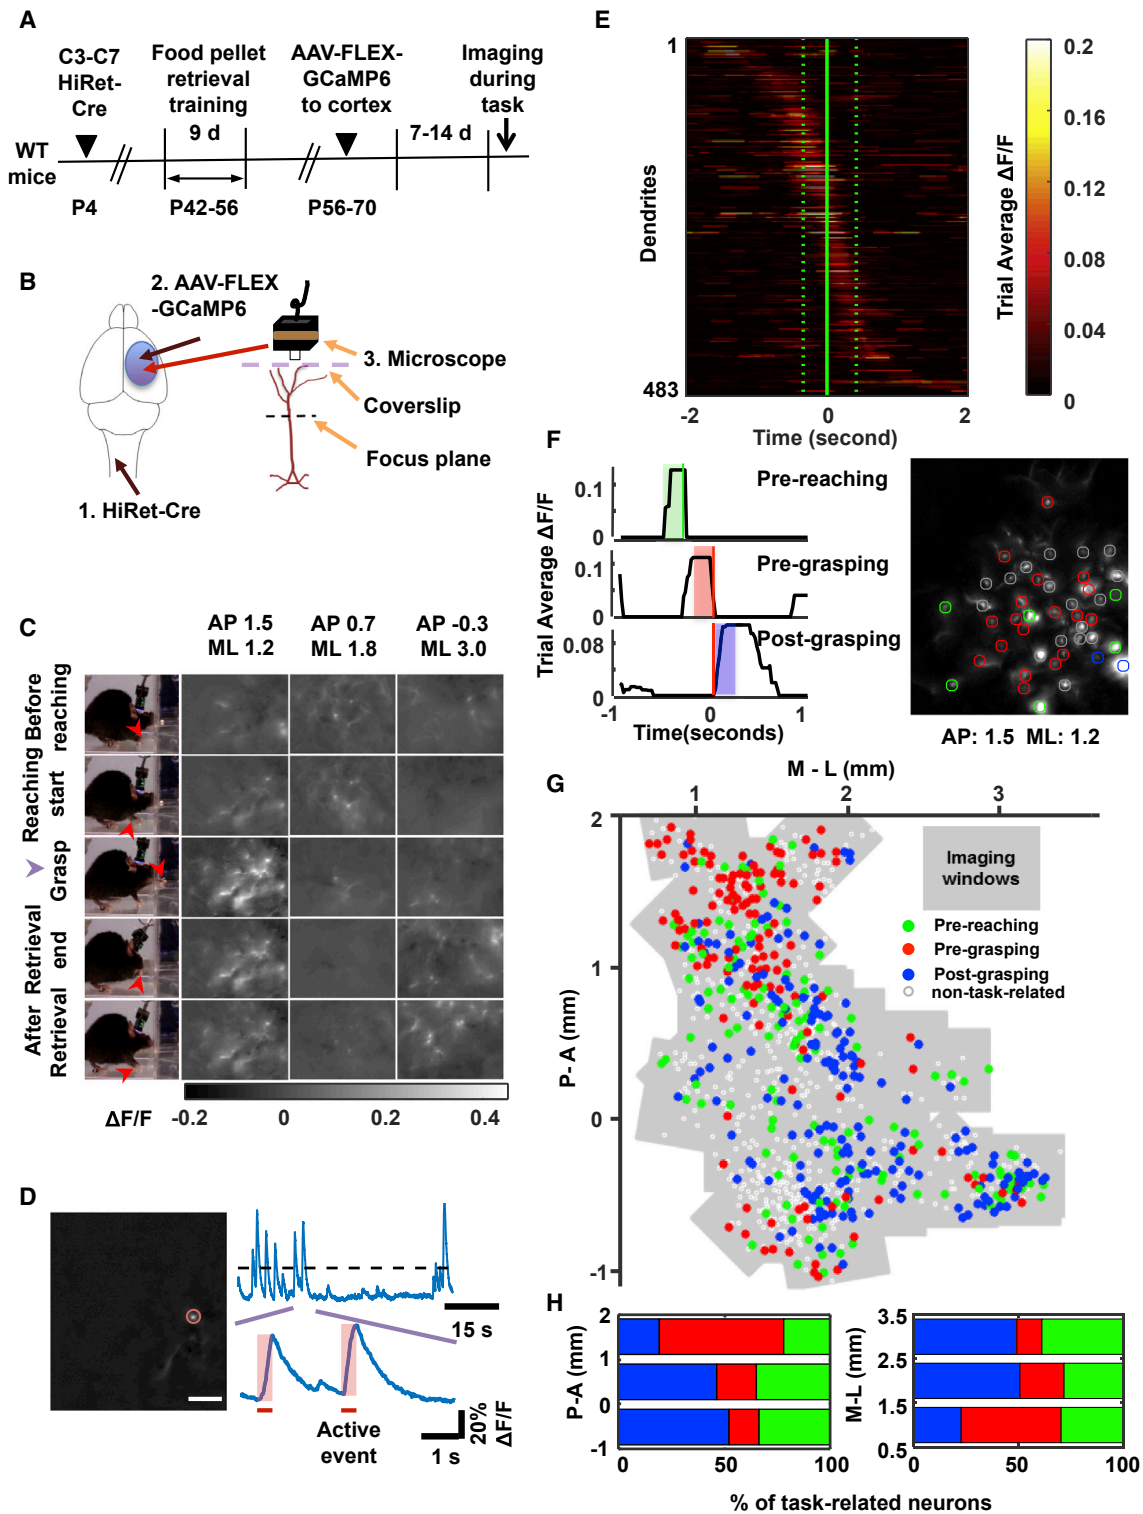 A
C3-C7
HiRet-
Cre
Food pellet
retrieval
training
9 d
AAV-FLEX-
GCaMP6
to cortex
7-14 d
Imaging
during
task
WT
mice
P4
P42-56
P56-70
B
2. AAV-FLEX
-GCaMP6
3. Microscope
Coverslip
Focus plane
1. HiRet-Cre
C
AP 1.5
ML 1.2
AP 0.7
ML 1.8
AP -0.3
ML 3.0
Before
reaching
Reaching
start
Grasp
Retrieval
end
After
Retrieval
ΔF/F
-0.2
0
0.2
0.4
D
15 s
Active
event
1 s
20%
ΔF/F
E
1
483
Dendrites
-2
0
2
Time (second)
Trial Average ΔF/F
0.2
0.16
0.12
0.08
0.04
0
F
Trial Average ΔF/F
0.1
0
Pre-reaching
0.1
0
Pre-grasping
0.08
0
Post-grasping
-1
0
1
Time(seconds)
AP: 1.5 ML: 1.2
G
M - L (mm)
1
2
3
P- A (mm)
2
1
0
-1
Imaging
windows
Pre-reaching
Pre-grasping
Post-grasping
non-task-related
H
P-A (mm)
2
1
0
-1
0
50
100
M-L (mm)
3.5
2.5
1.5
0.5
0
50
100
% of task-related neurons